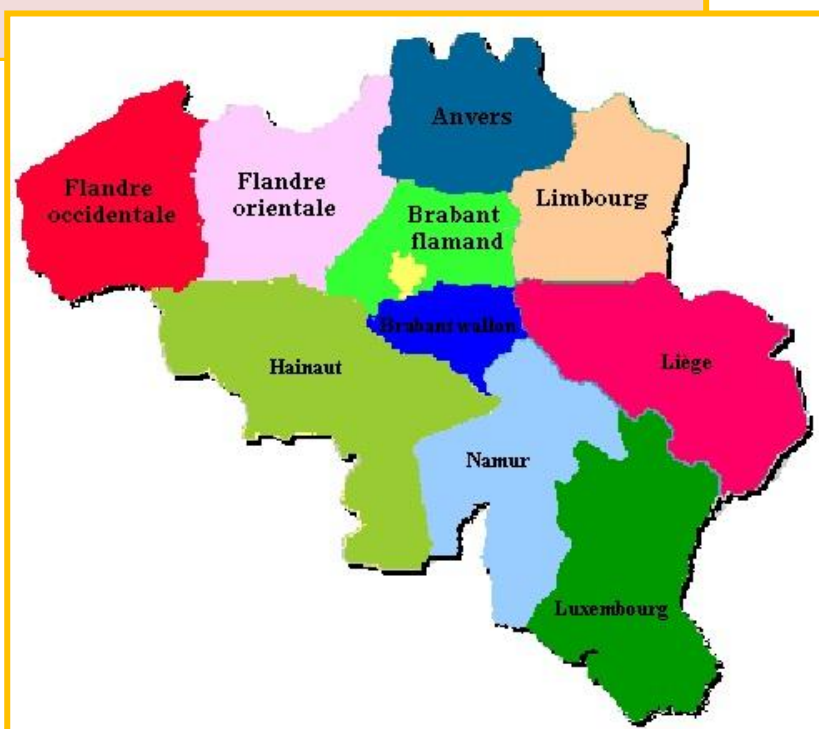 Anvers
Flandre
occidentale
Flandre
orientale
Brabant
flamand
Limbourg
Brabant wallon
Hainaut
Liège
Namur
Luxembourg